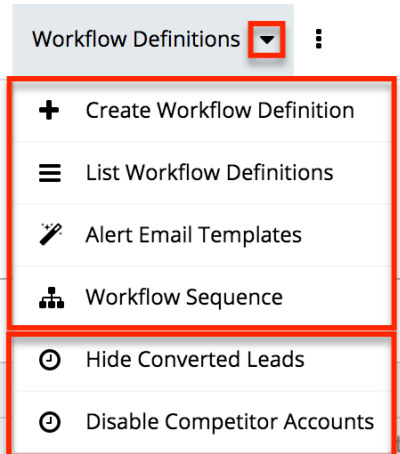 Workflow Definitions
Create Workflow Definition
List Workflow Definitions
Alert Email Templates
Workflow Sequence
Hide Converted Leads
Disable Competitor Accounts